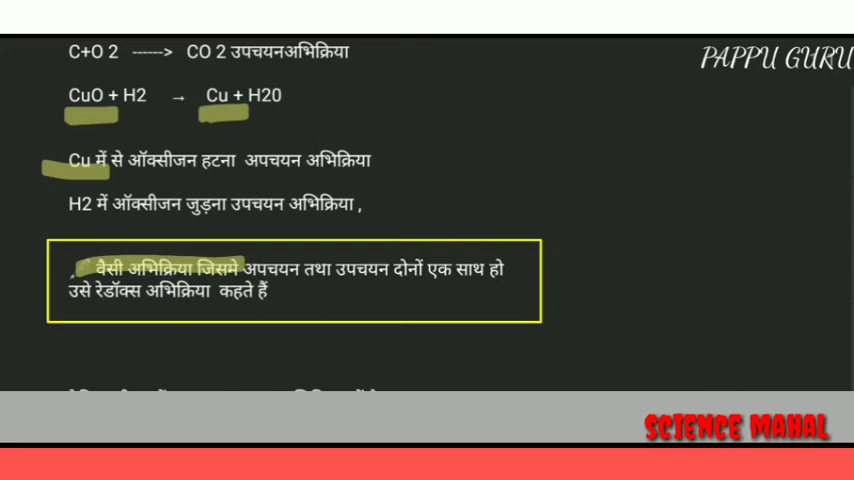 C+O 2 ------> CO 2 उपचयनअभिक्रिया
PAPPU GURU
CuO + H2 → Cu + H20
Cu में से ऑक्सीजन हटना अपचयन अभिक्रिया
H2 में ऑक्सीजन जुड़ना उपचयन अभिक्रिया ,
वैसी अभिक्रिया जिसमे अपचयन तथा उपचयन दोनों एक साथ हो
उसे रेडॉक्स अभिक्रिया कहते हैं
SCIENCE MAHAL